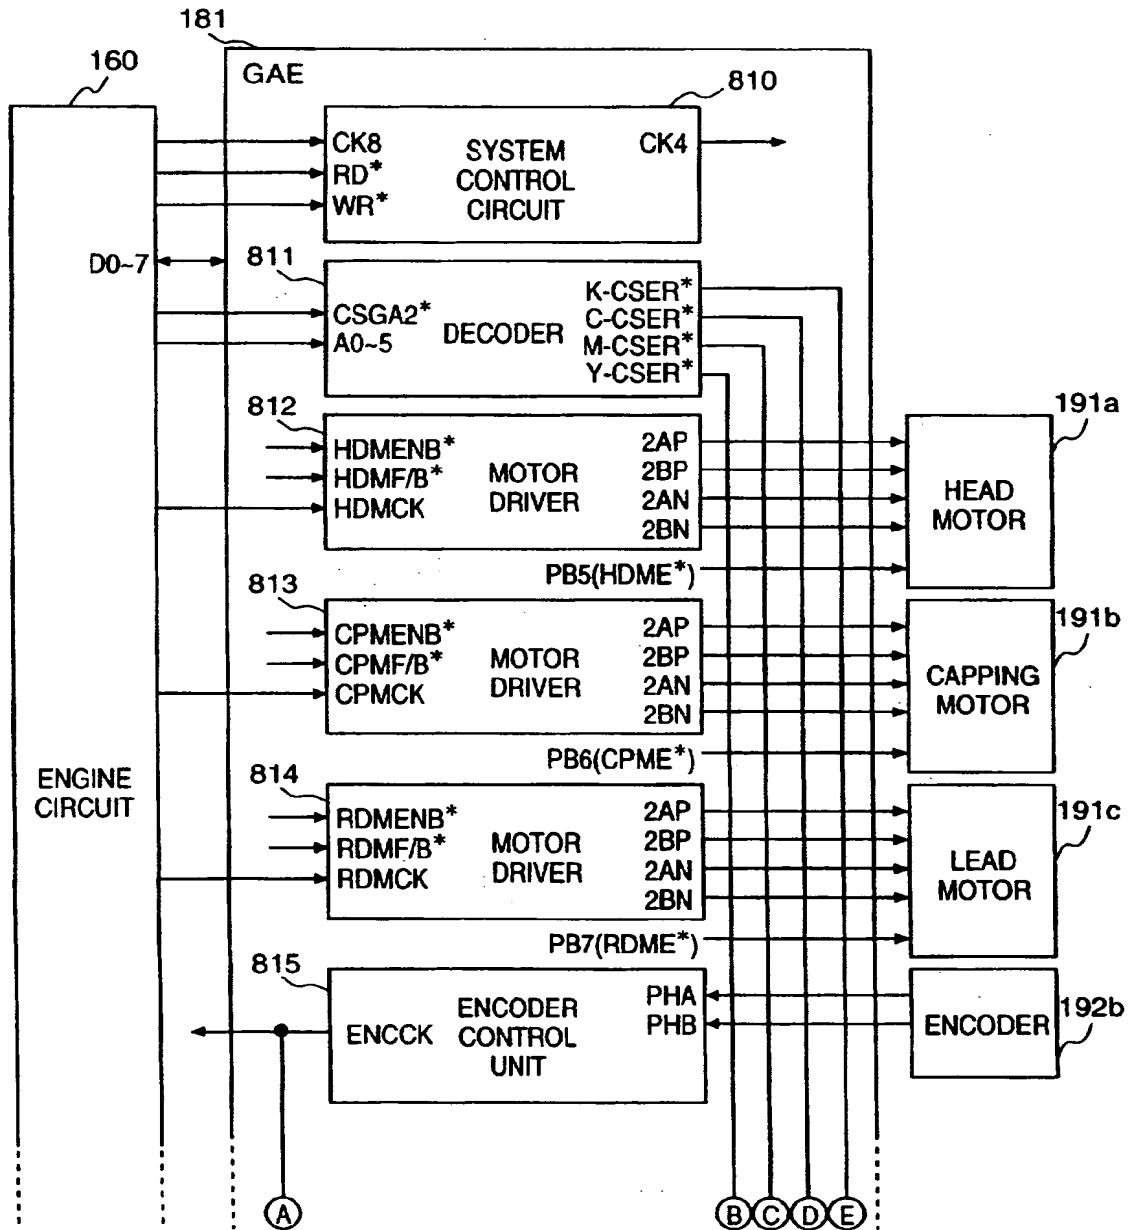 181
160
GAE
810
CK8
RD*
WR*
SYSTEM
CONTROL
CIRCUIT
CK4
D0~7
811
CSGA2*
A0~5
DECODER
K-CSER*
C-CSER*
M-CSER*
Y-CSER*
812
HDMENB*
HDMF/B*
HDMCK
MOTOR
DRIVER
2AP
2BP
2AN
2BN
191a
HEAD
MOTOR
PB5(HDME*)
813
CPMENB*
CPMF/B*
CPMCK
MOTOR
DRIVER
2AP
2BP
2AN
2BN
191b
CAPPING
MOTOR
PB6(CPME*)
ENGINE
CIRCUIT
814
RDMENB*
RDMF/B*
RDMCK
MOTOR
DRIVER
2AP
2BP
2AN
2BN
191c
LEAD
MOTOR
PB7(RDME*)
815
ENCCK
ENCODER
CONTROL
UNIT
PHA
PHB
ENCODER
192b
A
B
C
D
E